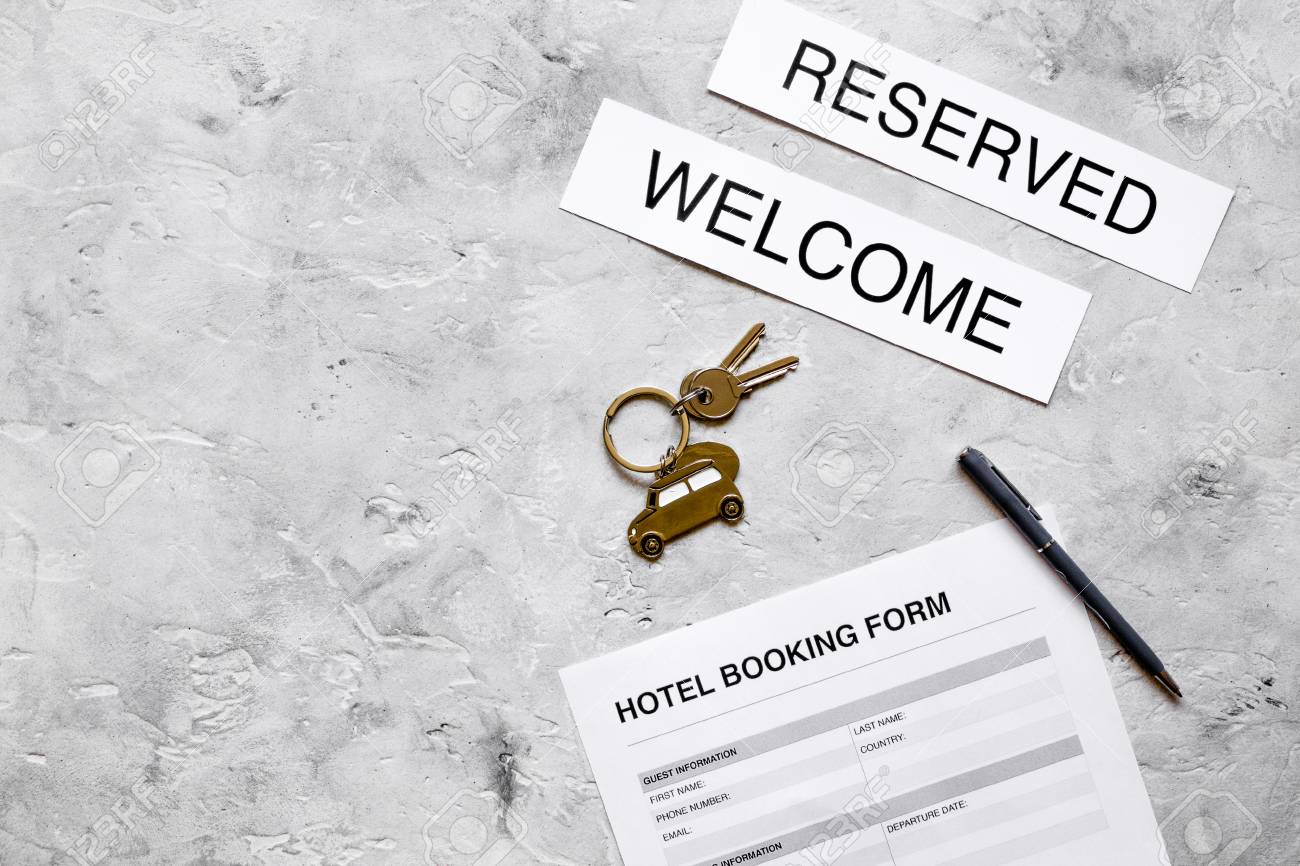 RESERVED
WELCOME
HOTEL BOOKING FORM
GUEST INFORMATION
FIRST NAME:
LAST NAME:
PHONE NUMBER:
COUNTRY:
EMAIL:
INFORMATION
DEPARTURE DATE:
123RF